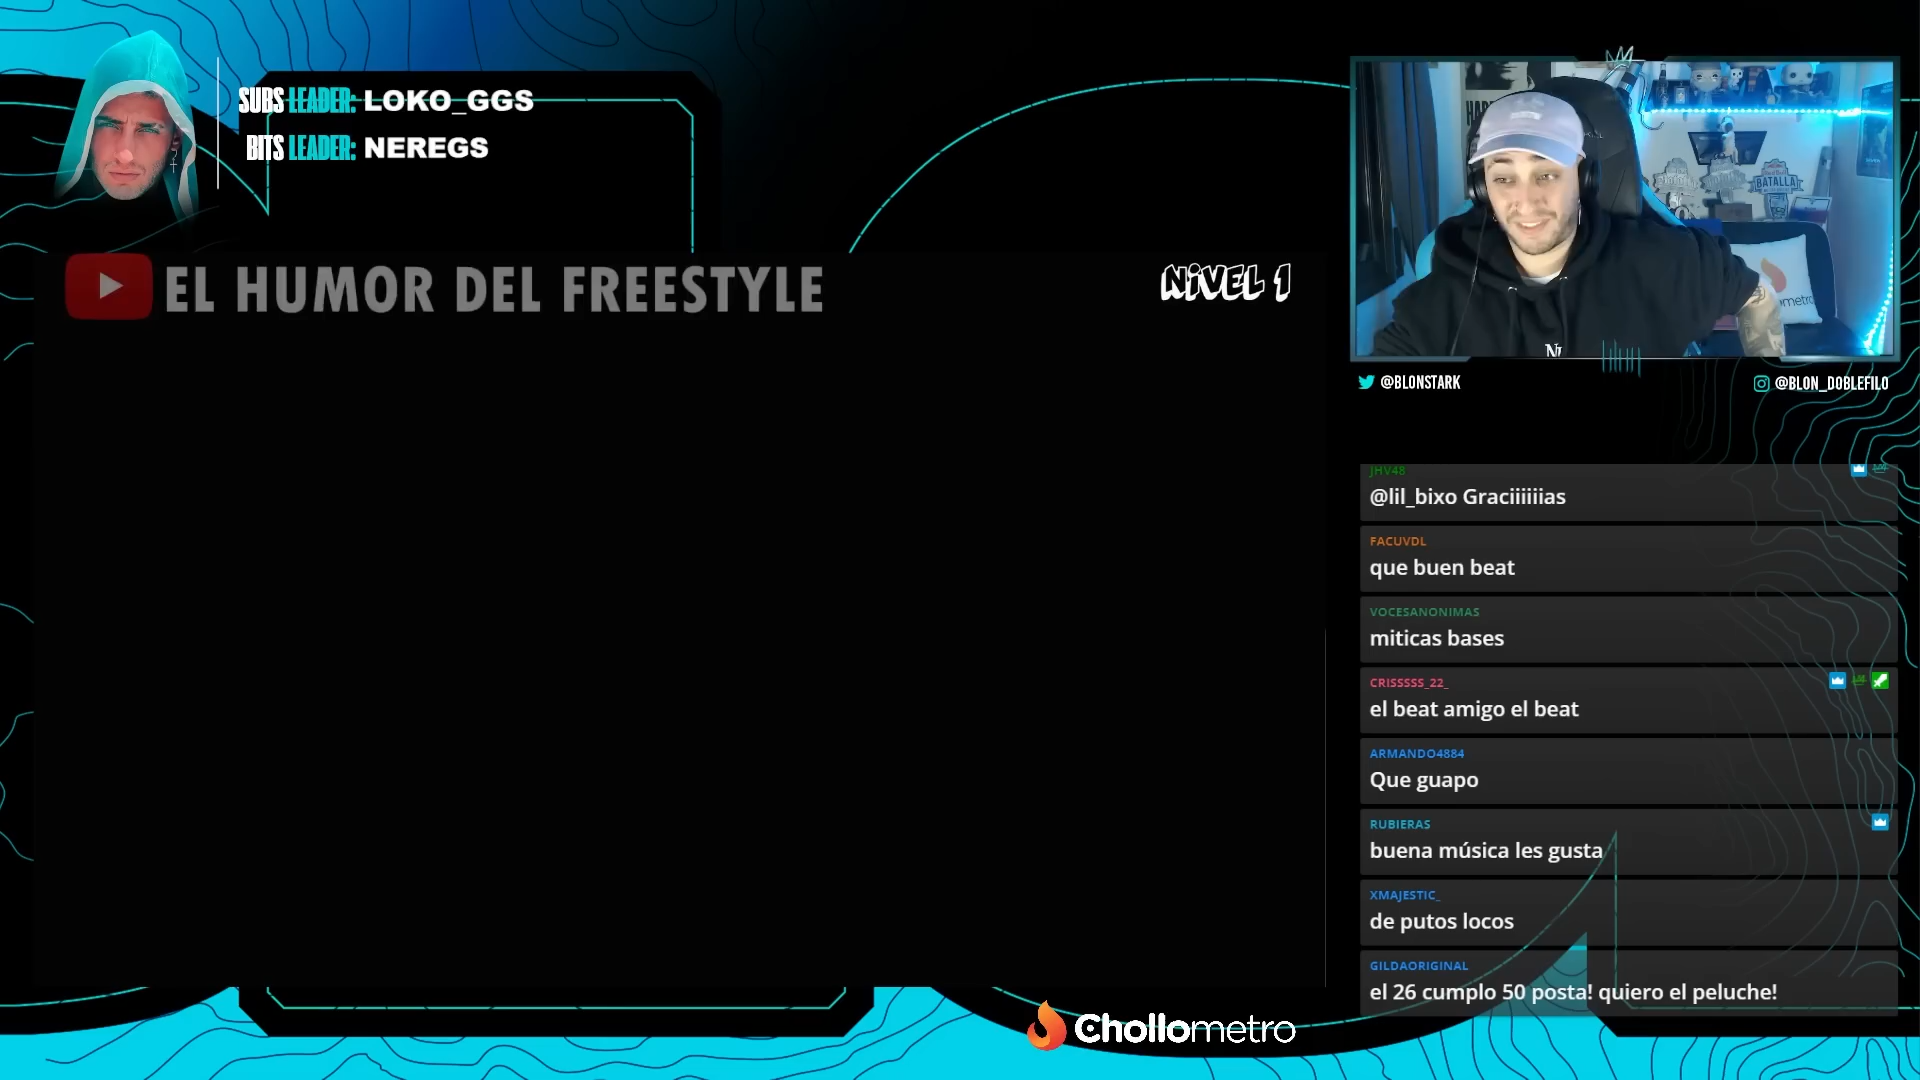 SUBS LEADER: LOKO_GGS
BITS LEADER: NEREGS
EL HUMOR DEL FREESTYLE
NIVEL 1
BATALLA
@BLONSTARK
@BLON_DOBLEFILO
JHV48
@lil_bixo Graciiiiiias
FACUVDL
que buen beat
VOCESANONIMAS
miticas bases
CRISSSSS_22_
el beat amigo el beat
ARMANDO4884
Que guapo
RUBIERAS
buena música les gusta
XMAJESTIC_
de putos locos
GILDAORIGINAL
el 26 cumplo 50 posta! quiero el peluche!
Chollometro